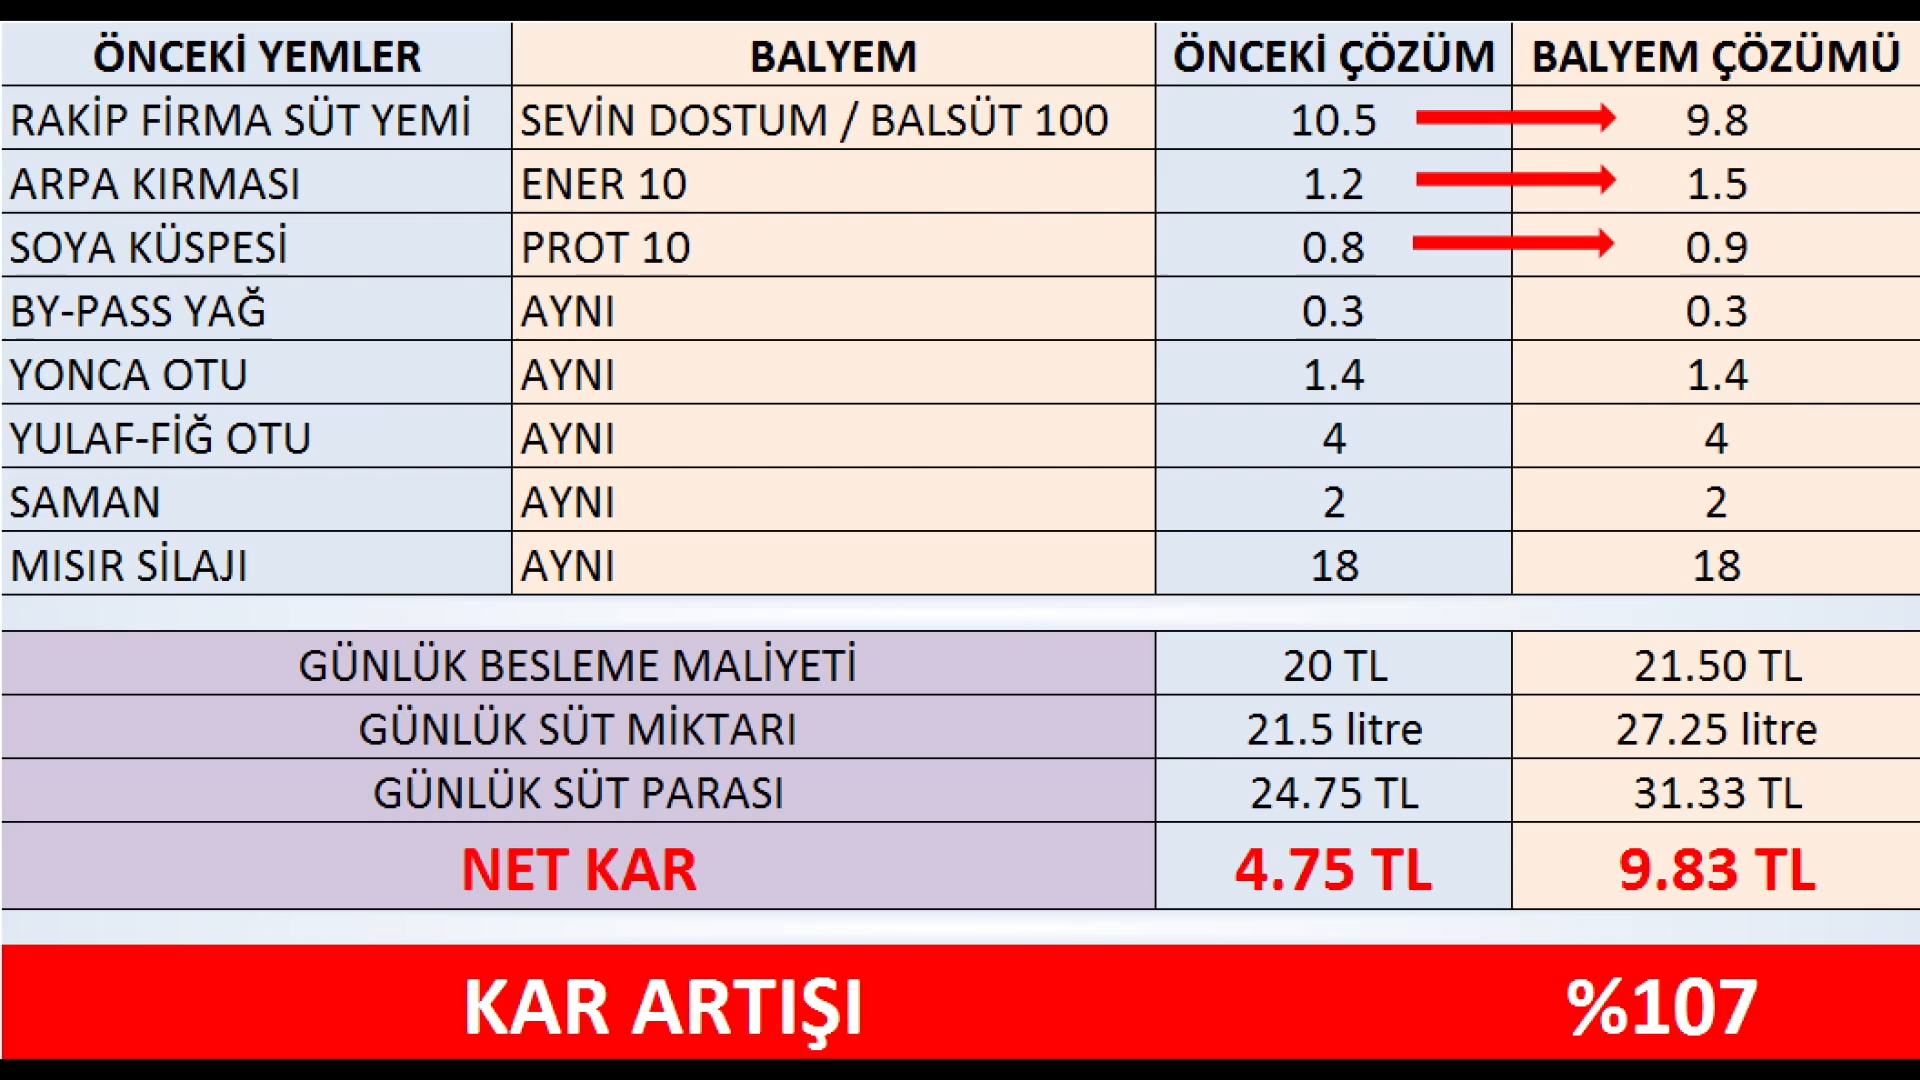 ÖNCEKİ YEMLER BALYEM ÖNCEKİ ÇÖZÜM BALYEM ÇÖZÜMÜ
RAKİP FİRMA SÜT YEMİ SEVİN DOSTUM / BALSÜT 100 10.5 9.8
ARPA KIRMASI ENER 10 1.2 1.5
SOYA KÜSPESİ PROT 10 0.8 0.9
BY-PASS YAĞ AYNI 0.3 0.3
YONCA OTU AYNI 1.4 1.4
YULAF-FİĞ OTU AYNI 4 4
SAMAN AYNI 2 2
MISIR SİLAJI AYNI 18 18
GÜNLÜK BESLEME MALİYETİ 20 TL 21.50 TL
GÜNLÜK SÜT MİKTARI 21.5 litre 27.25 litre
GÜNLÜK SÜT PARASI 24.75 TL 31.33 TL
NET KAR 4.75 TL 9.83 TL
KAR ARTIŞI %107